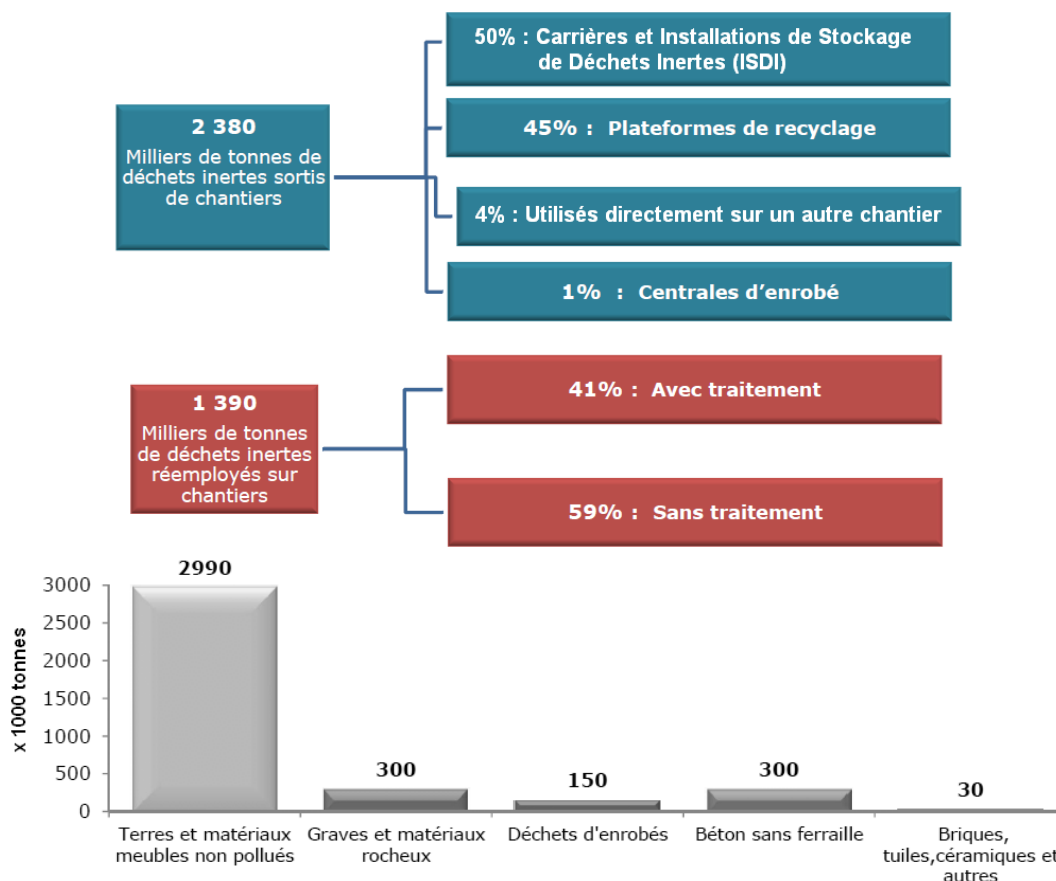 50% : Carrières et Installations de Stockage
de Déchets Inertes (ISDI)
2 380
Milliers de tonnes de
déchets inertes sortis
de chantiers
45% : Plateformes de recyclage
4% : Utilisés directement sur un autre chantier
1% : Centrales d’enrobé
1 390
Milliers de tonnes
de déchets inertes
réemployés sur
chantiers
41% : Avec traitement
59% : Sans traitement
x 1000 tonnes
3000
2500
2000
1500
1000
500
0
2990
300
150
300
30
Terres et matériaux
meubles non pollués
Graves et matériaux
rocheux
Déchets d'enrobés
Béton sans ferraille
Briques,
tuiles,céramiques et
autres